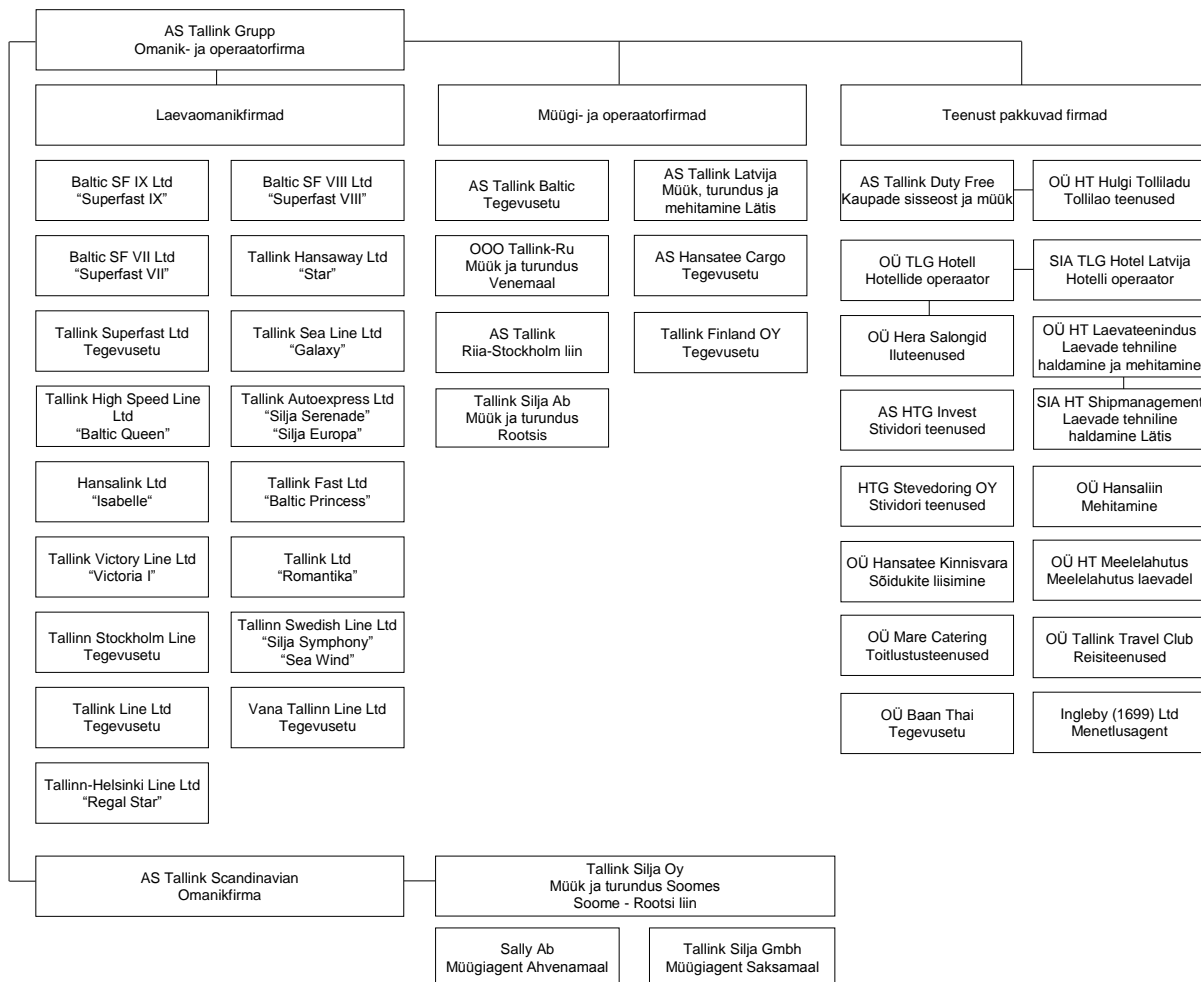 AS Tallink Grupp
Omanik- ja operaatorfirma
Laevaomanikfirmad
Müügi- ja operaatorfirmad
Teenust pakkuvad firmad
Baltic SF IX Ltd
“Superfast IX”
Baltic SF VIII Ltd
“Superfast VIII”
Baltic SF VII Ltd
“Superfast VII”
Tallink Hansaway Ltd
“Star”
Tallink Superfast Ltd
Tegevusetu
Tallink Sea Line Ltd
“Galaxy”
Tallink High Speed Line
Ltd
“Baltic Queen”
Tallink Autoexpress Ltd
“Silja Serenade”
“Silja Europa”
Hansalink Ltd
“Isabelle“
Tallink Fast Ltd
“Baltic Princess”
Tallink Victory Line Ltd
“Victoria I”
Tallink Ltd
“Romantika”
Tallinn Stockholm Line
Tegevusetu
Tallinn Swedish Line Ltd
“Silja Symphony”
“Sea Wind”
Tallink Line Ltd
Tegevusetu
Vana Tallinn Line Ltd
Tegevusetu
Tallinn-Helsinki Line Ltd
“Regal Star”
AS Tallink Baltic
Tegevusetu
AS Tallink Latvija
Müük, turundus ja
mehitamine Lätis
OOO Tallink-Ru
Müük ja turundus
Venemaal
AS Hansatee Cargo
Tegevusetu
AS Tallink
Riia-Stockholm liin
Tallink Finland OY
Tegevusetu
Tallink Silja Ab
Müük ja turundus
Rootsis
AS Tallink Duty Free
Kaupade sisseost ja müük
OÜ HT Hulgi Tolliladu
Tollilao teenused
OÜ TLG Hotell
Hotellide operaator
SIA TLG Hotel Latvija
Hotelli operaator
OÜ Hera Salongid
Iluteenused
OÜ HT Laevateenindus
Laevade tehniline
haldamine ja mehitamine
AS HTG Invest
Stividori teenused
SIA HT Shipmanagement
Laevade tehniline
haldamine Lätis
HTG Stevedoring OY
Stividori teenused
OÜ Hansaliin
Mehitamine
OÜ Hansatee Kinnisvara
Sõidukite liisimine
OÜ HT Meelelahutus
Meelelahutus laevadel
OÜ Mare Catering
Toitlustusteenused
OÜ Tallink Travel Club
Reisiteenused
OÜ Baan Thai
Tegevusetu
Ingleby (1699) Ltd
Menetlusagent
AS Tallink Scandinavian
Omanikfirma
Tallink Silja Oy
Müük ja turundus Soomes
Soome - Rootsi liin
Sally Ab
Müügiagent Ahvenamaal
Tallink Silja Gmbh
Müügiagent Saksamaal